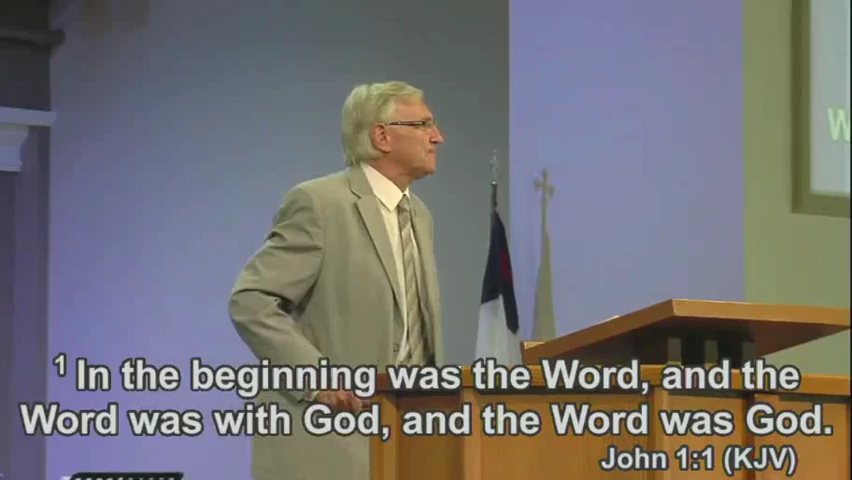 1 In the beginning was the Word, and the
Word was with God, and the Word was God.
John 1:1 (KJV)
W